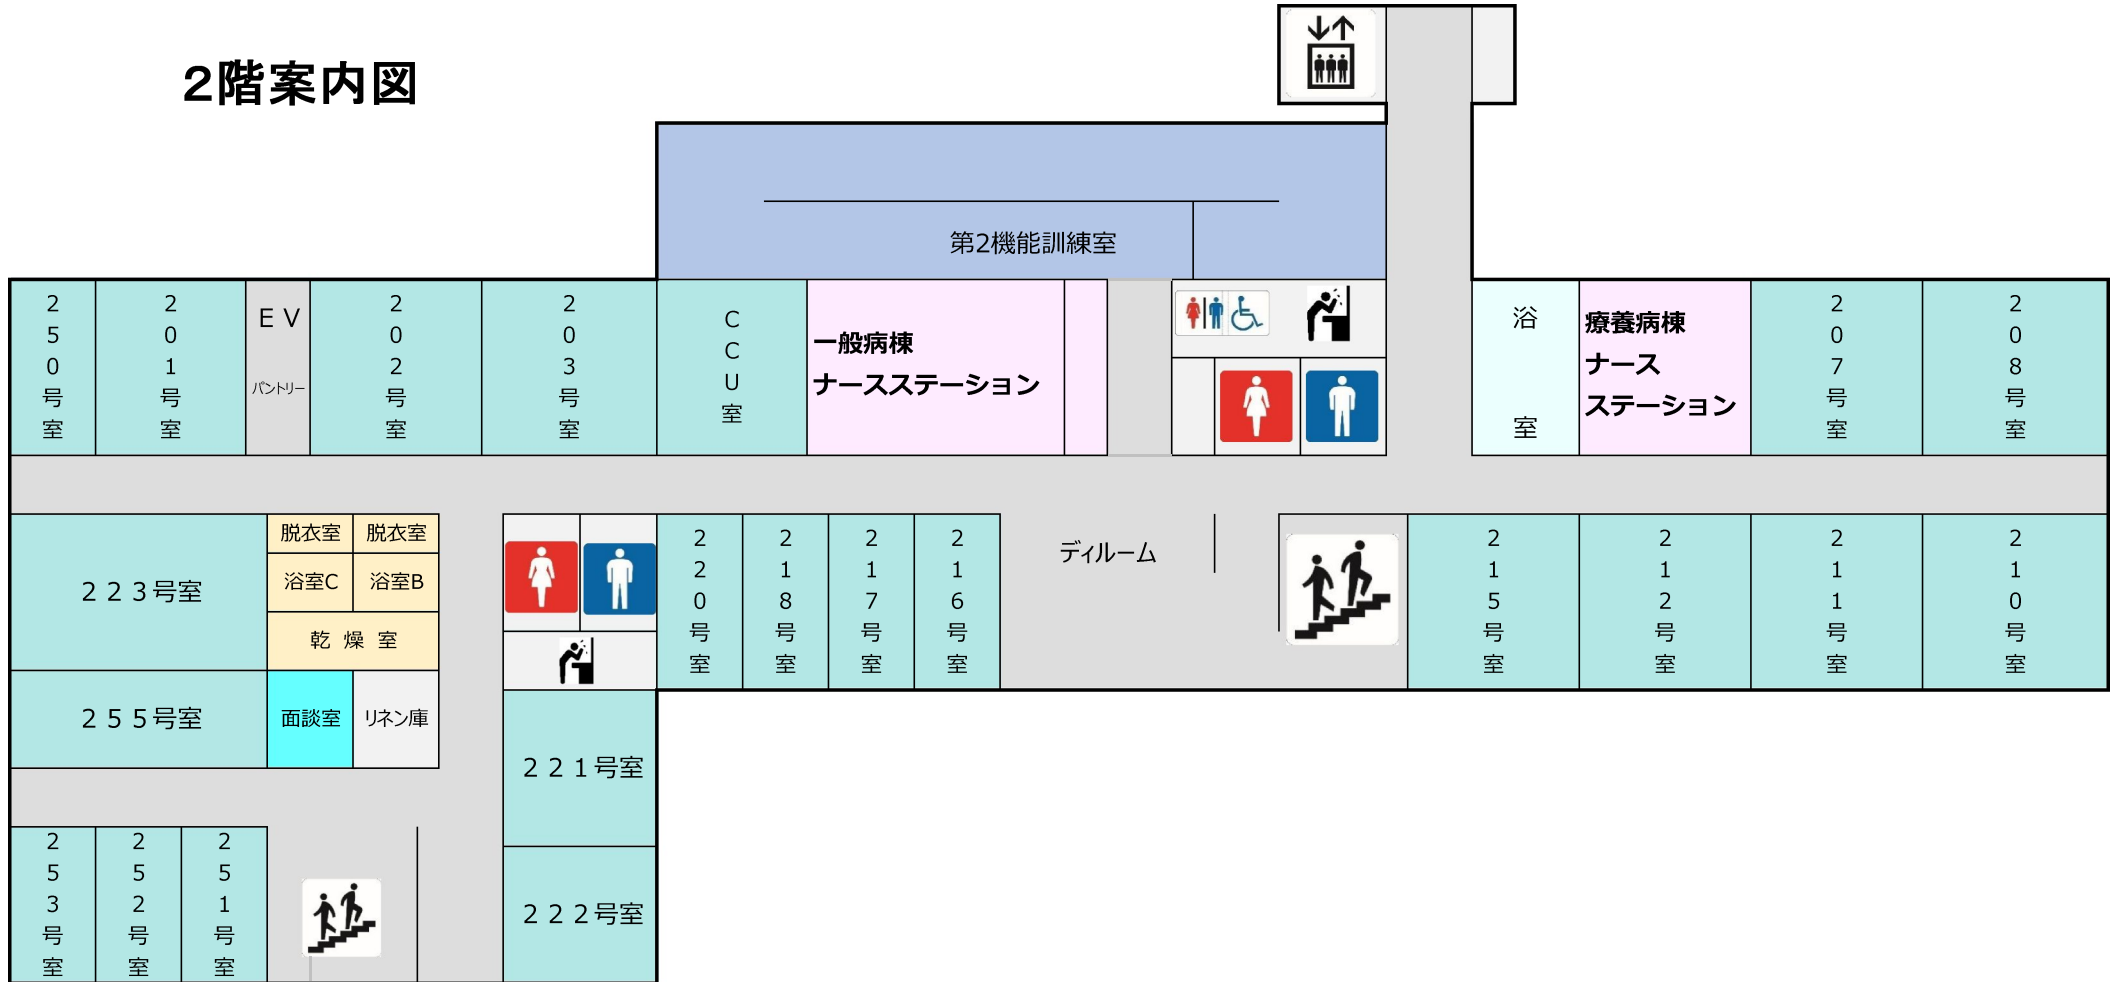 2階案内図
第2機能訓練室
250号室
201号室
EV
パントリー
202号室
203号室
CCU室
一般病棟
ナースステーション
浴室
療養病棟
ナース
ステーション
207号室
208号室
223号室
脱衣室
脱衣室
浴室C
浴室B
乾燥室
220号室
218号室
217号室
216号室
ディルーム
215号室
212号室
211号室
210号室
255号室
面談室
リネン庫
221号室
253号室
252号室
251号室
222号室